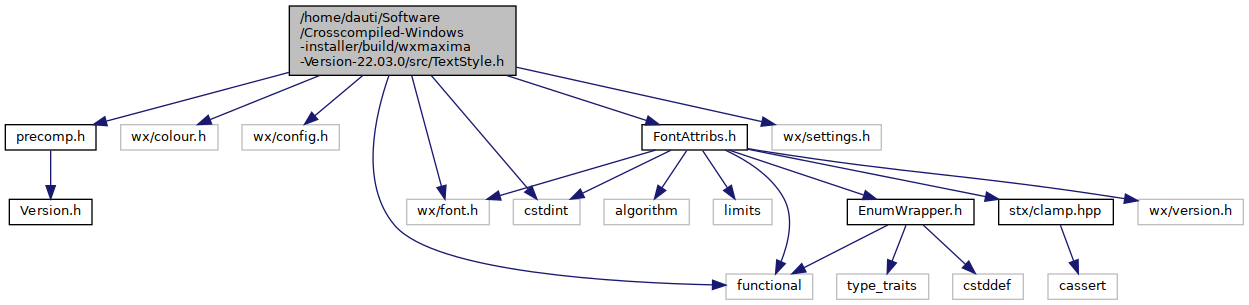 /home/dauti/Software
/Crosscompiled-Windows
-installer/build/wxmaxima
-Version-22.03.0/src/TextStyle.h
precomp.h
wx/colour.h
wx/config.h
FontAttribs.h
wx/settings.h
Version.h
wx/font.h
cstdint
algorithm
limits
EnumWrapper.h
stx/clamp.hpp
wx/version.h
functional
type_traits
cstddef
cassert